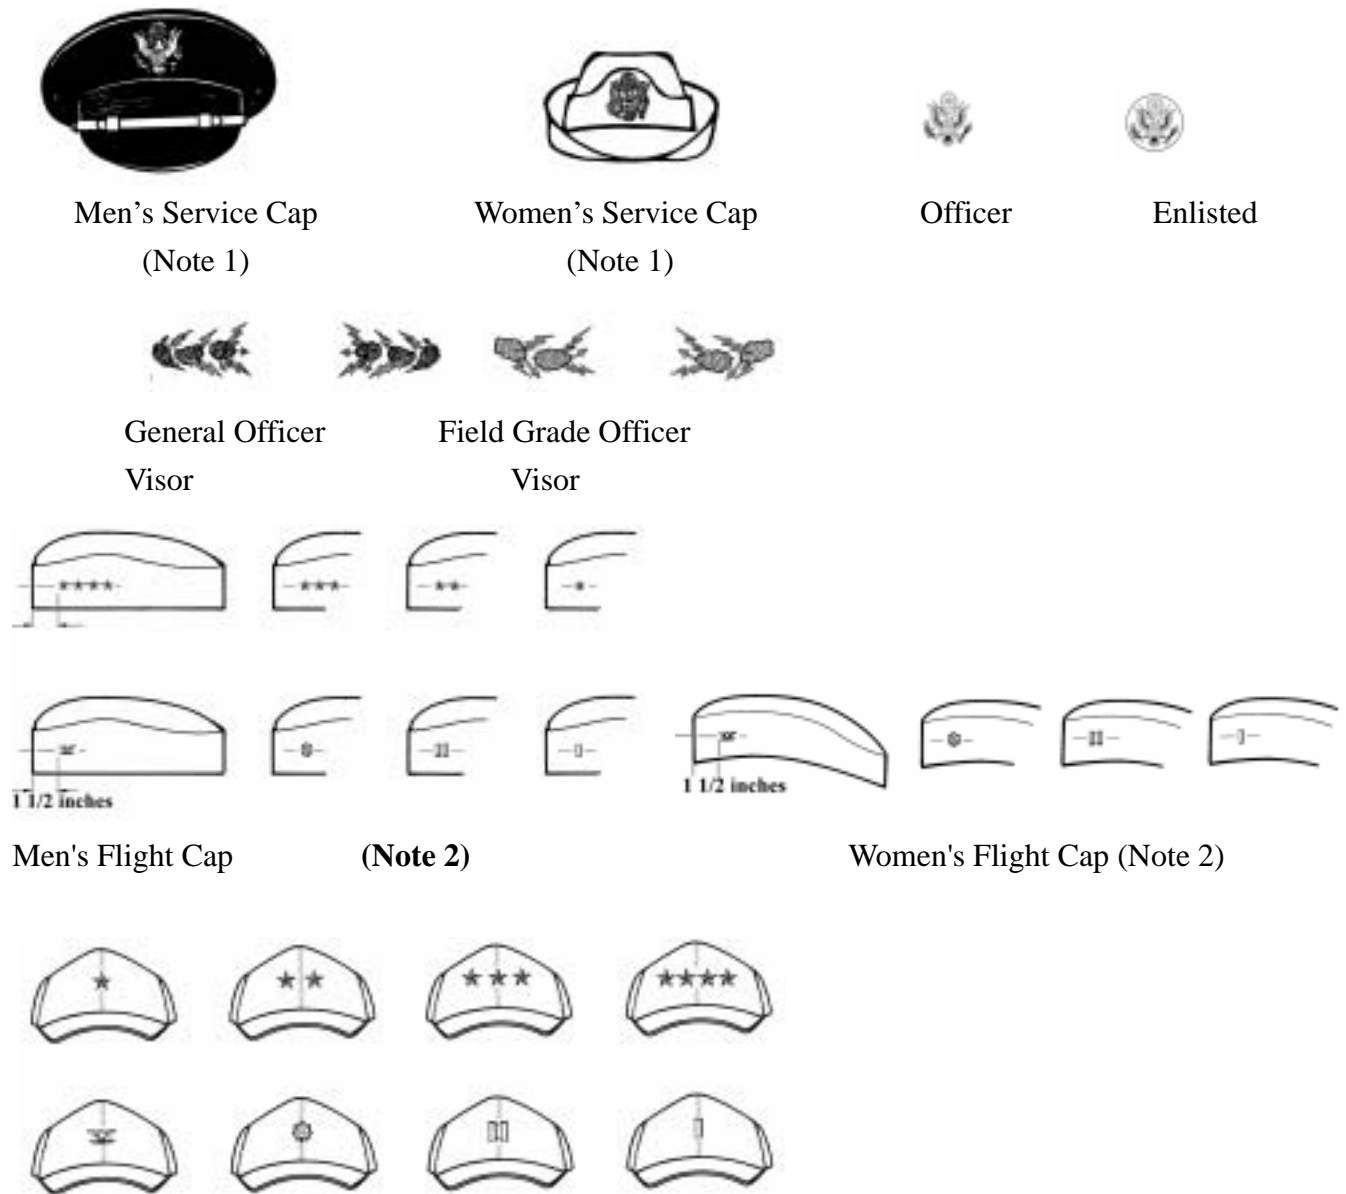 Men’s Service Cap Women’s Service Cap Officer Enlisted
(Note 1) (Note 1)
General Officer Field Grade Officer
Visor Visor
1 1/2 inches 1 1/2 inches
Men's Flight Cap (Note 2) Women's Flight Cap (Note 2)